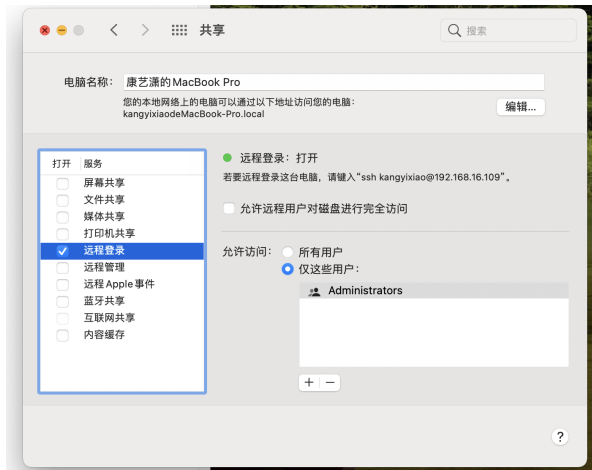 共享
搜索
电脑名称：
康艺潇的MacBook Pro
您的本地网络上的电脑可以通过以下地址访问您的电脑：
kangyixiaodeMacBook-Pro.local
编辑...
打开 服务
屏幕共享
文件共享
媒体共享
打印机共享
远程登录
远程管理
远程 Apple 事件
蓝牙共享
互联网共享
内容缓存
远程登录：打开
若要远程登录这台电脑，请键入“ssh kangyixiao@192.168.16.109”。
允许远程用户对磁盘进行完全访问
允许访问：
所有用户
仅这些用户：
Administrators
+ −
?